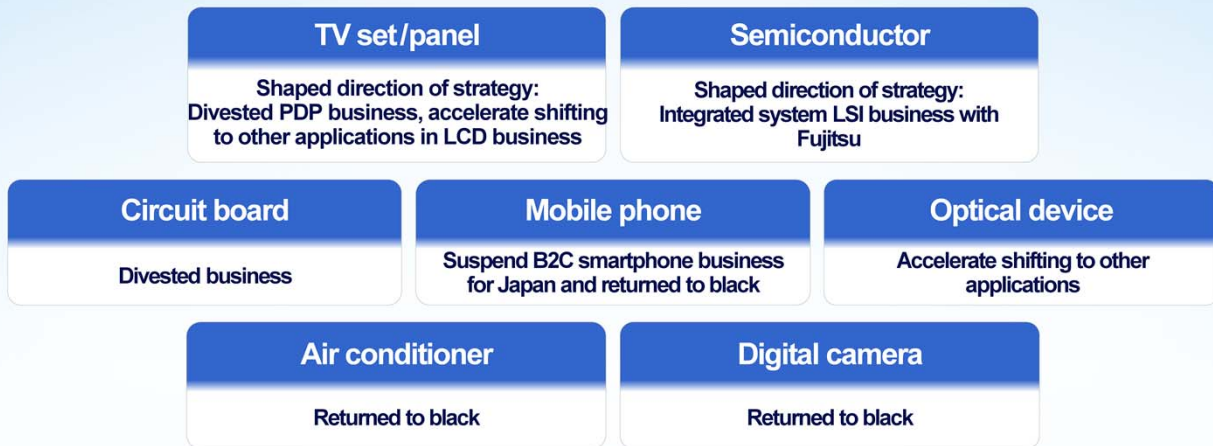 TV set/panel
Shaped direction of strategy:
Divested PDP business, accelerate shifting
to other applications in LCD business
Semiconductor
Shaped direction of strategy:
Integrated system LSI business with
Fujitsu
Circuit board
Divested business
Mobile phone
Suspend B2C smartphone business
for Japan and returned to black
Optical device
Accelerate shifting to other
applications
Air conditioner
Returned to black
Digital camera
Returned to black